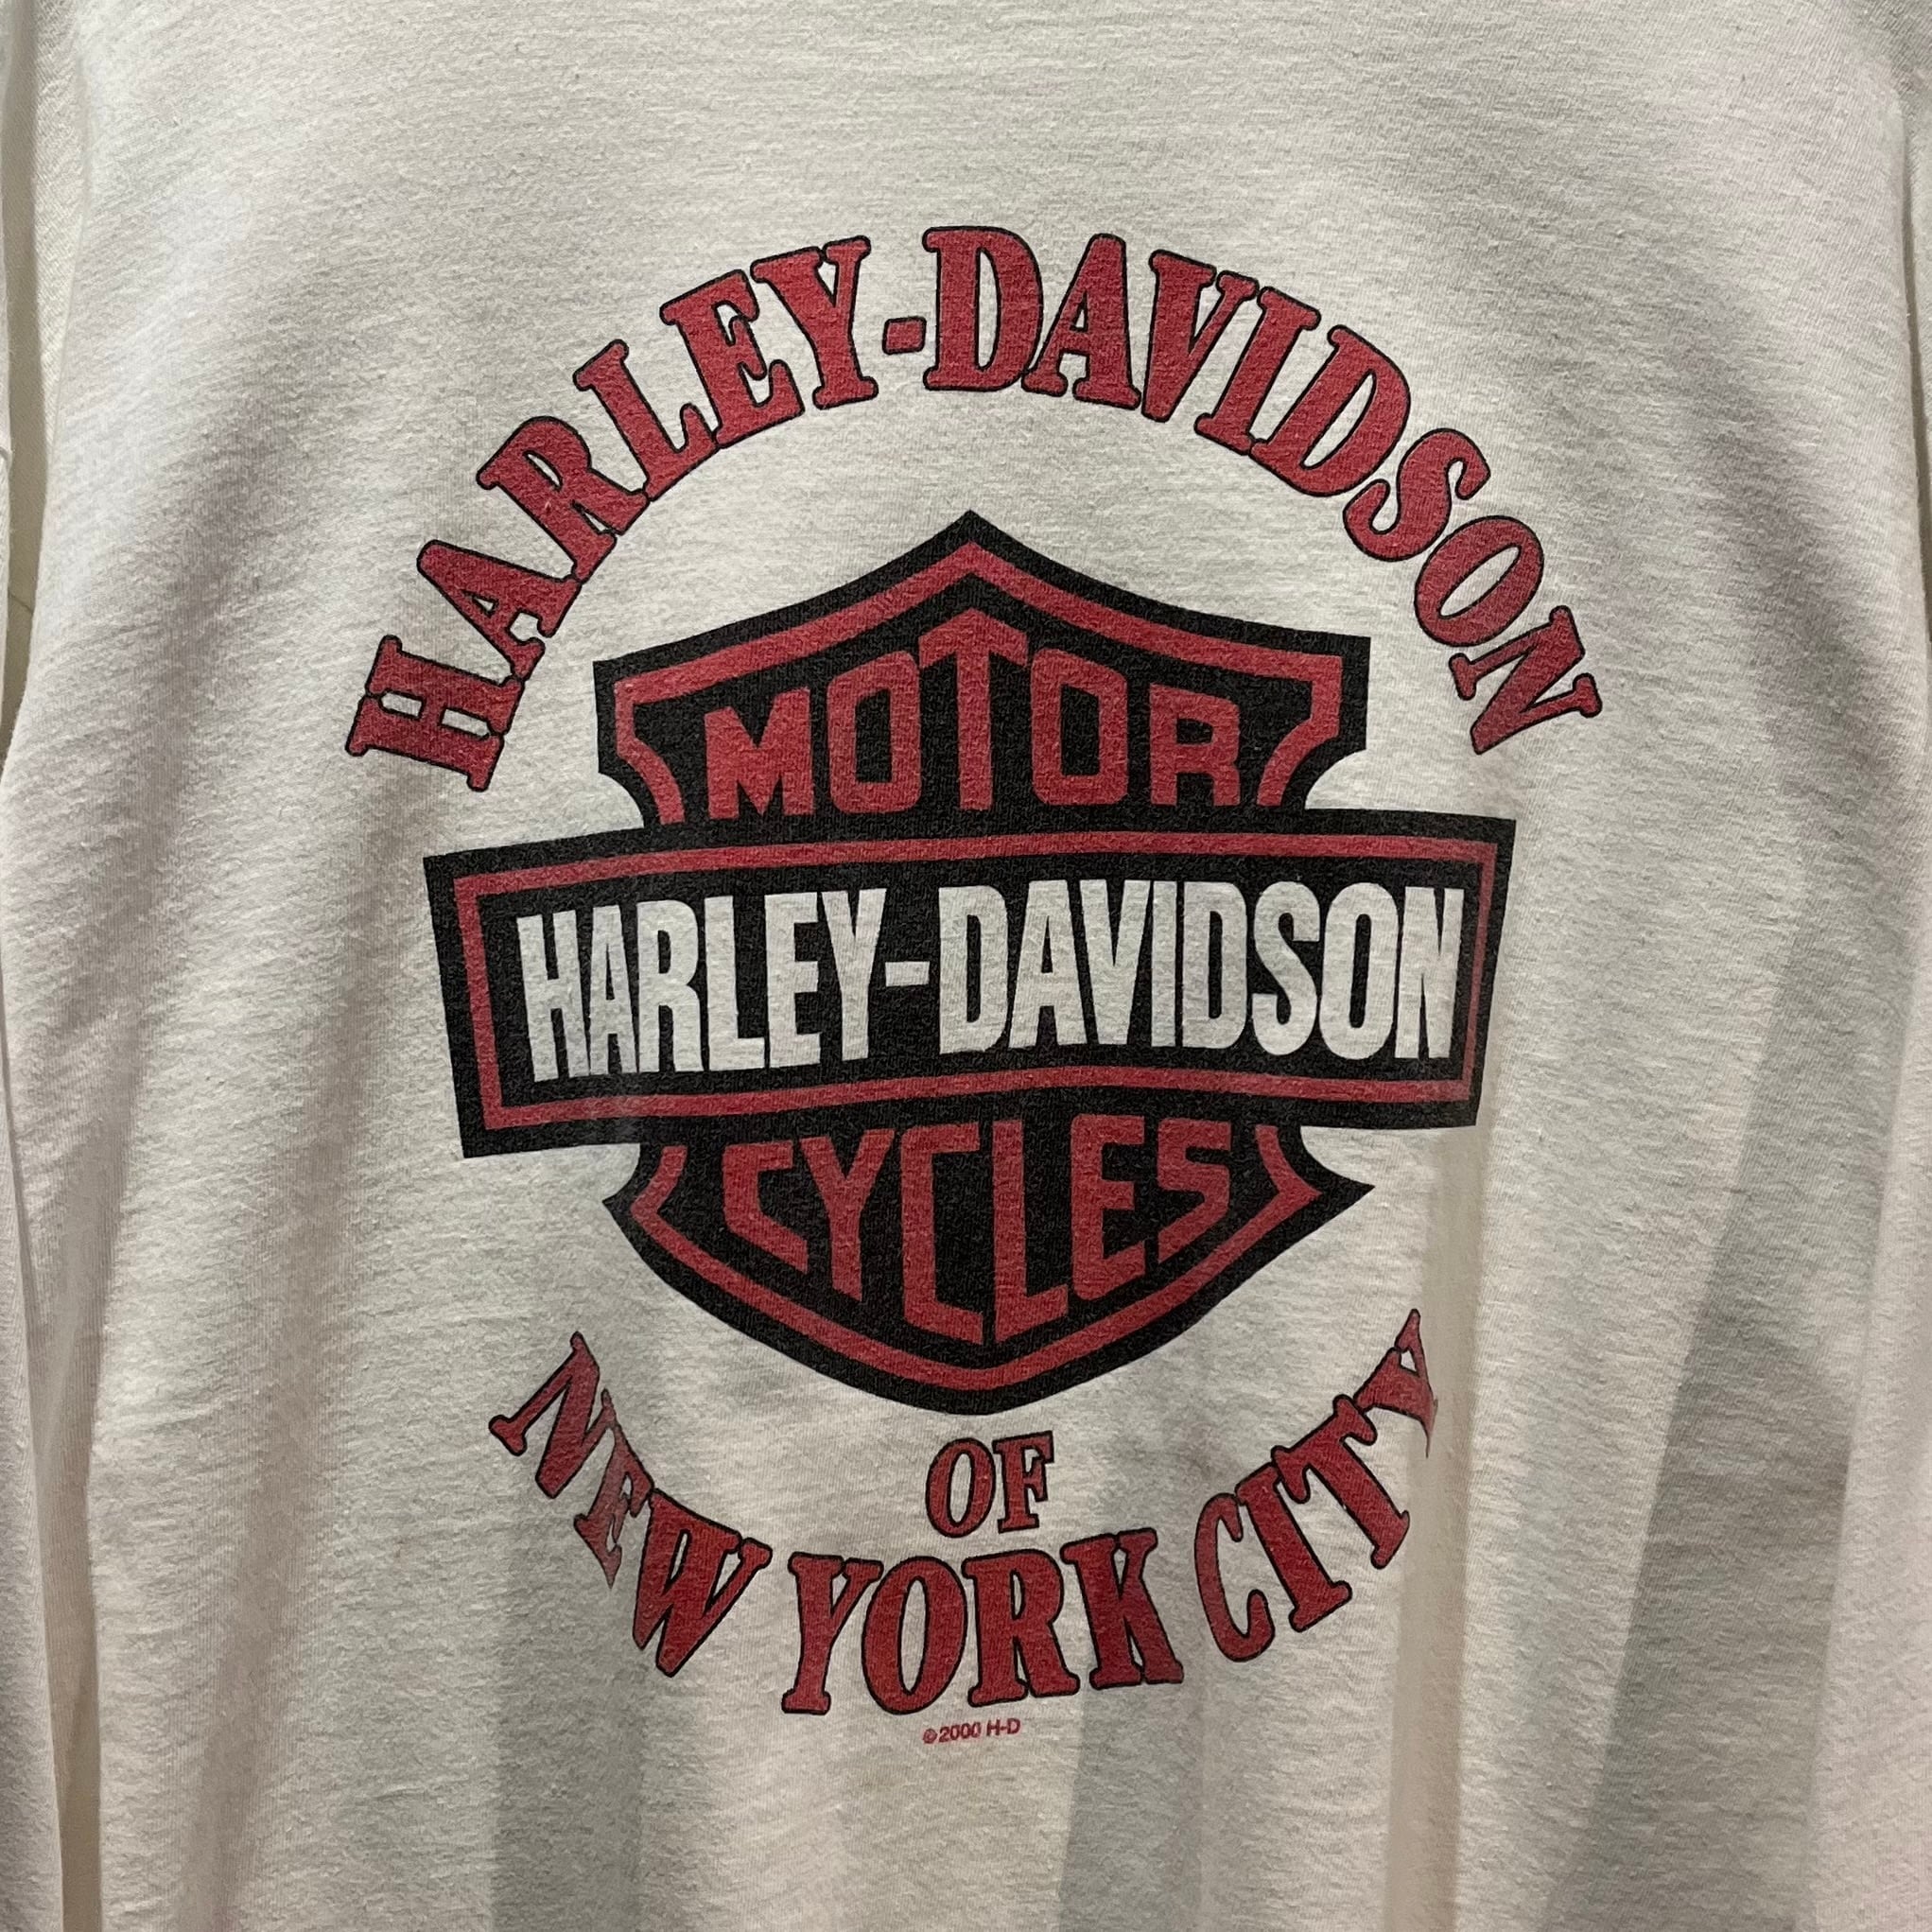 HARLEY-DAVIDSON
MOTOR
HARLEY-DAVIDSON
CYCLES
OF
NEW YORK CITY
©2000 H-D